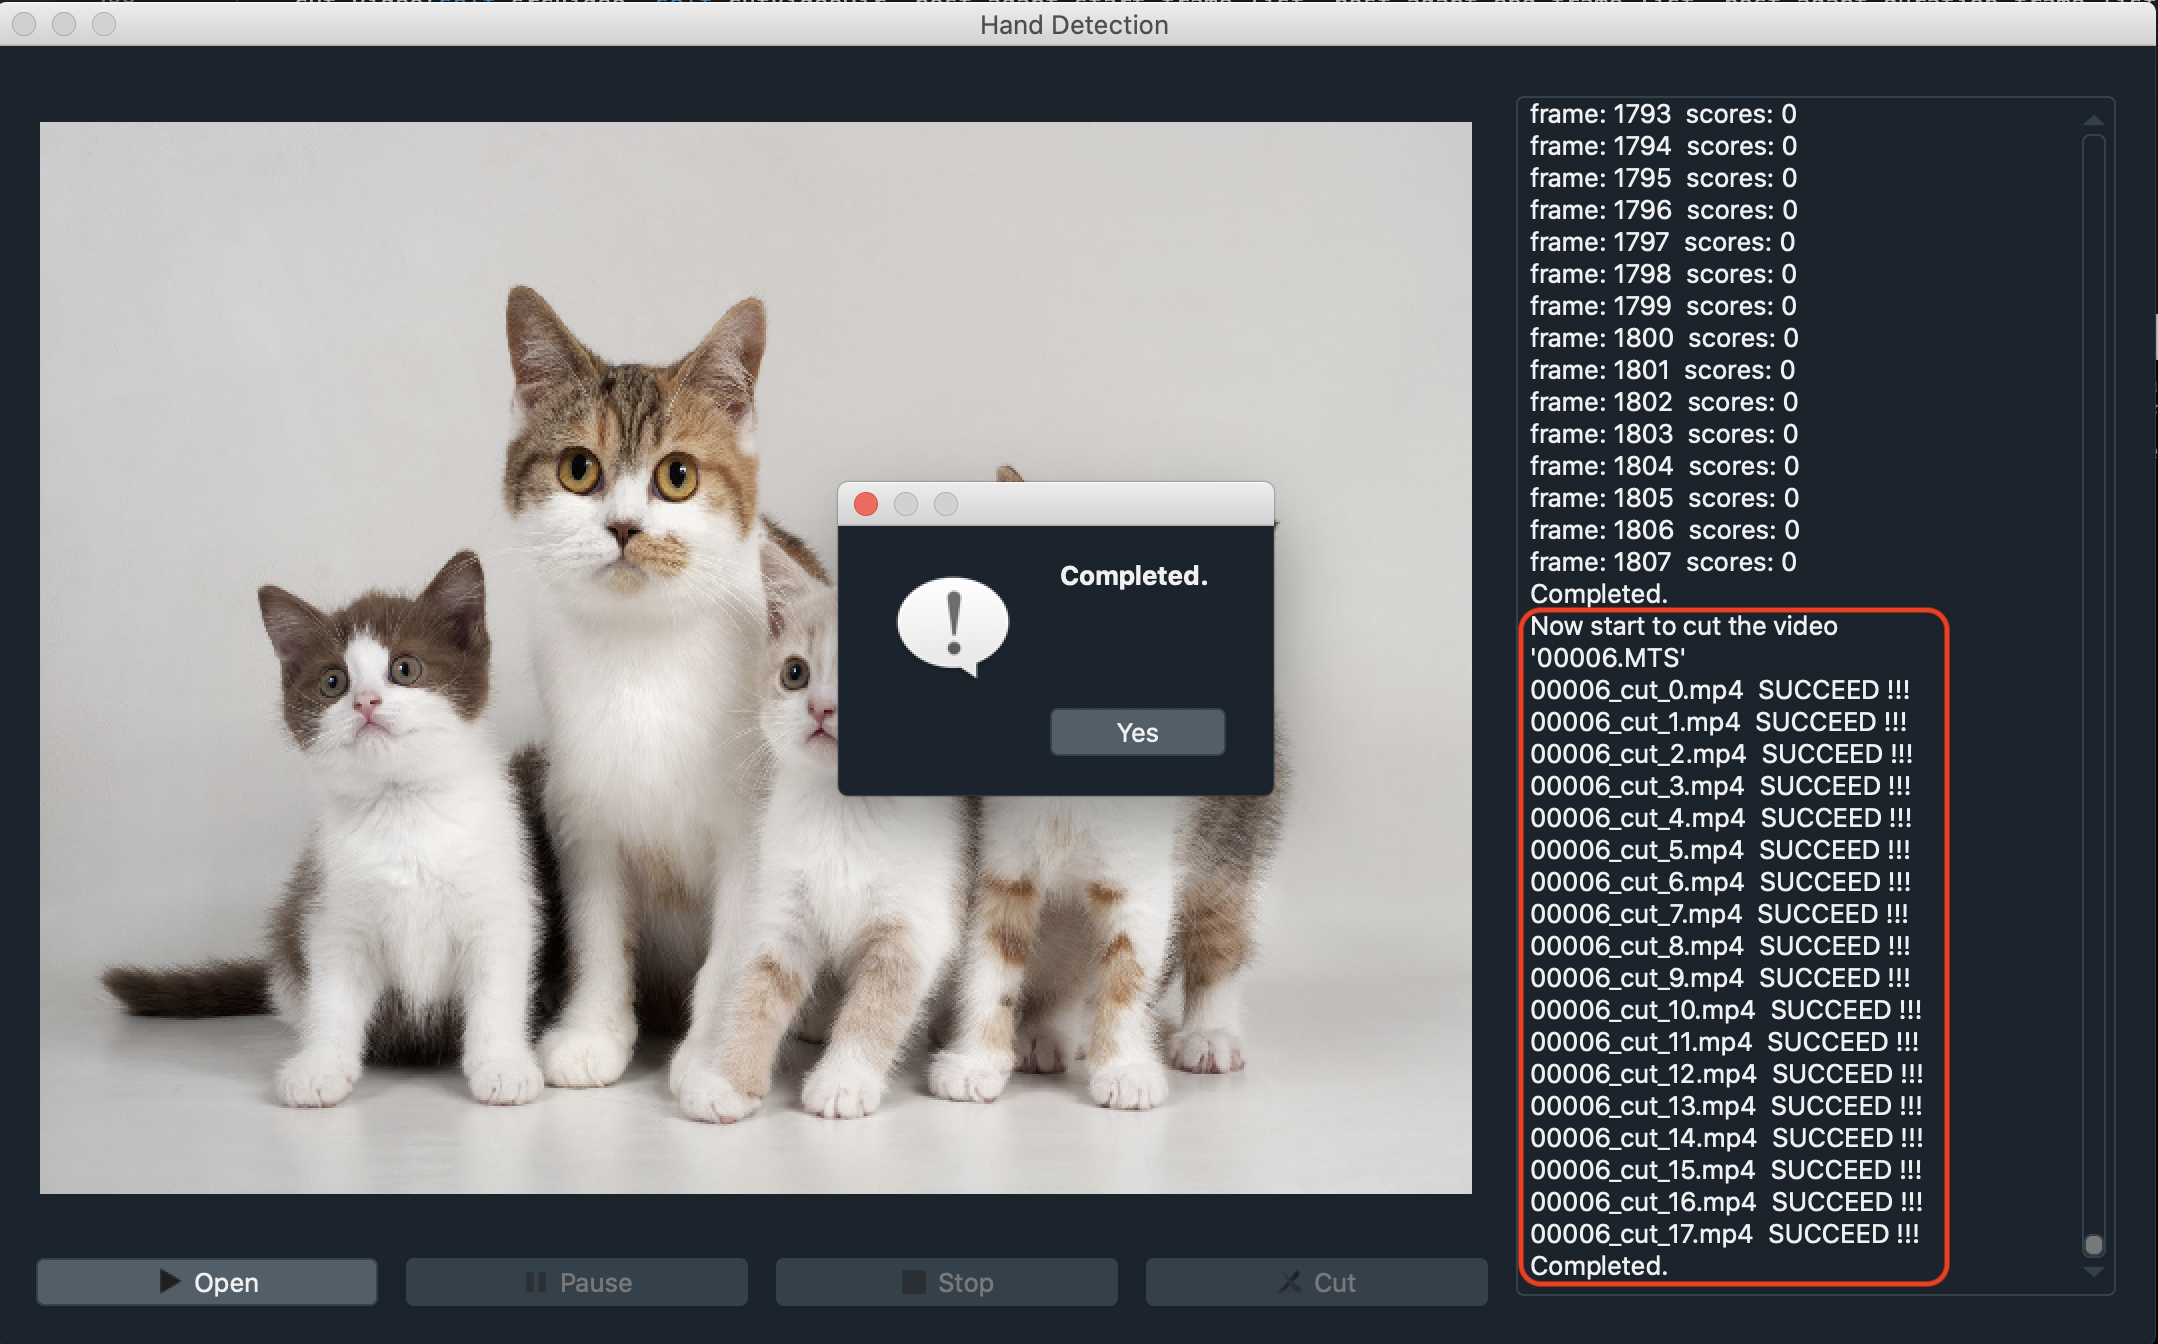 Hand Detection
frame: 1793  scores: 0
frame: 1794  scores: 0
frame: 1795  scores: 0
frame: 1796  scores: 0
frame: 1797  scores: 0
frame: 1798  scores: 0
frame: 1799  scores: 0
frame: 1800  scores: 0
frame: 1801  scores: 0
frame: 1802  scores: 0
frame: 1803  scores: 0
frame: 1804  scores: 0
frame: 1805  scores: 0
frame: 1806  scores: 0
frame: 1807  scores: 0
Completed.
Now start to cut the video
'00006.MTS'
00006_cut_0.mp4  SUCCEED !!!
00006_cut_1.mp4  SUCCEED !!!
00006_cut_2.mp4  SUCCEED !!!
00006_cut_3.mp4  SUCCEED !!!
00006_cut_4.mp4  SUCCEED !!!
00006_cut_5.mp4  SUCCEED !!!
00006_cut_6.mp4  SUCCEED !!!
00006_cut_7.mp4  SUCCEED !!!
00006_cut_8.mp4  SUCCEED !!!
00006_cut_9.mp4  SUCCEED !!!
00006_cut_10.mp4  SUCCEED !!!
00006_cut_11.mp4  SUCCEED !!!
00006_cut_12.mp4  SUCCEED !!!
00006_cut_13.mp4  SUCCEED !!!
00006_cut_14.mp4  SUCCEED !!!
00006_cut_15.mp4  SUCCEED !!!
00006_cut_16.mp4  SUCCEED !!!
00006_cut_17.mp4  SUCCEED !!!
Completed.
Completed.
Yes
Open
Pause
Stop
Cut